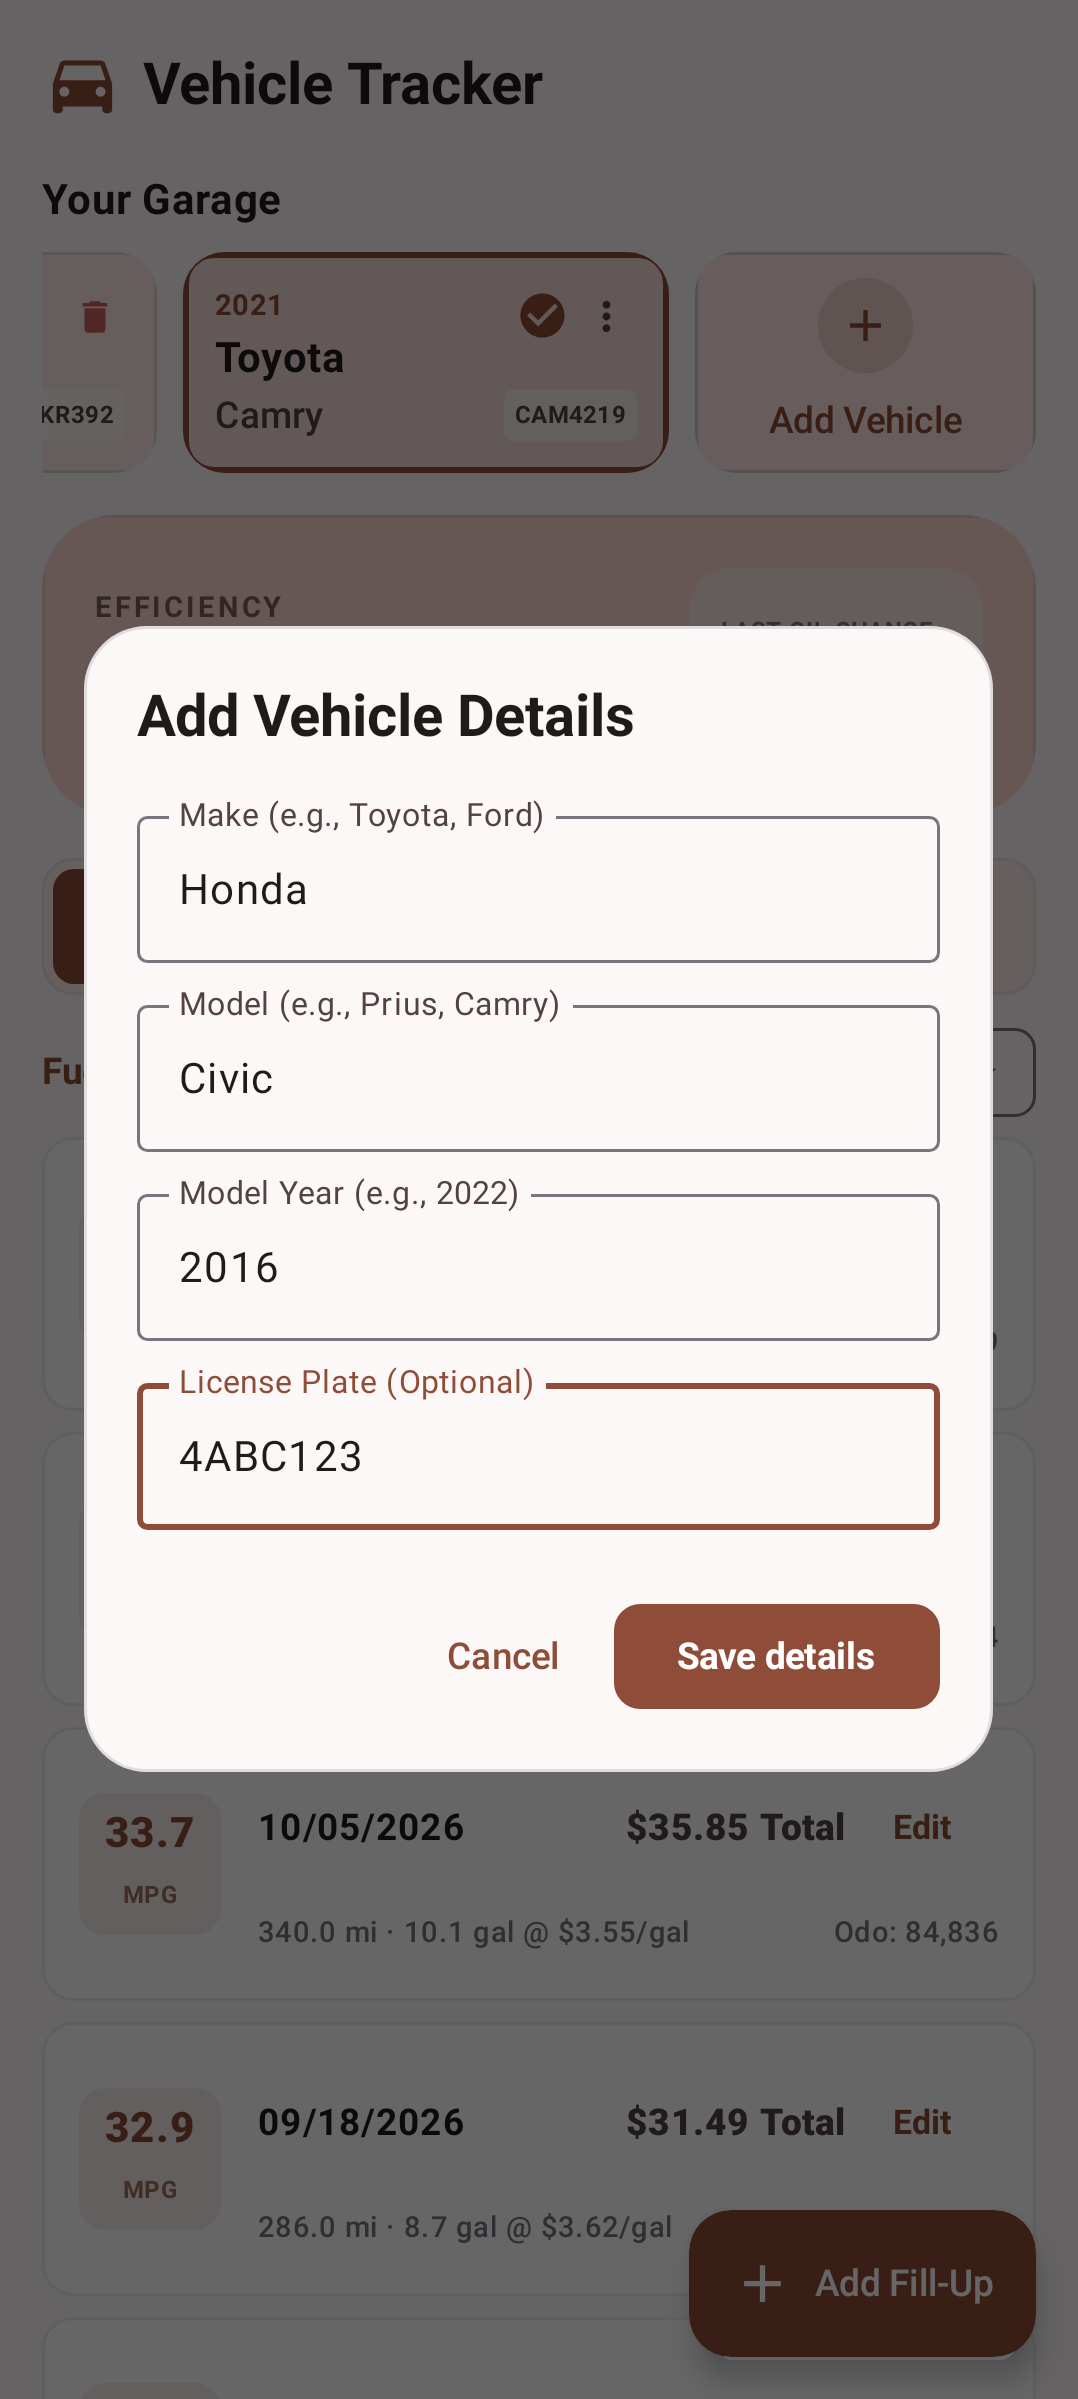 Vehicle Tracker
Your Garage
KR392
2021
Toyota
Camry
CAM4219
Add Vehicle
EFFICIENCY
LAST OIL CHANGE
Add Vehicle Details
Make (e.g., Toyota, Ford)
Honda
Model (e.g., Prius, Camry)
Civic
Model Year (e.g., 2022)
2016
License Plate (Optional)
4ABC123
Cancel
Save details
33.7
MPG
10/05/2026
$35.85 Total
Edit
340.0 mi · 10.1 gal @ $3.55/gal
Odo: 84,836
32.9
MPG
09/18/2026
$31.49 Total
Edit
286.0 mi · 8.7 gal @ $3.62/gal
Add Fill-Up